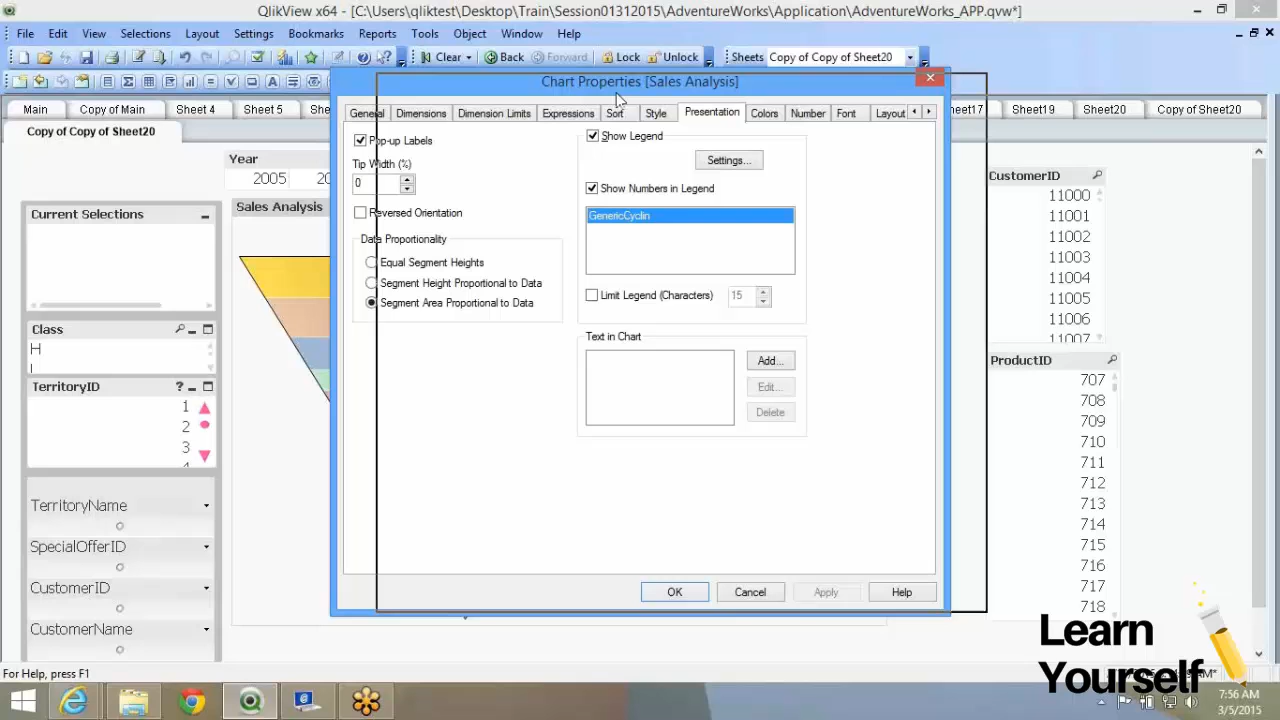 QlikView x64 - [C:\Users\qliktest\Desktop\Train\Session01312015\AdventureWorks\Application\AdventureWorks_APP.qvw*]
File Edit View Selections Layout Settings Bookmarks Reports Tools Object Window Help
Clear Back Forward Lock Unlock Sheets Copy of Copy of Sheet20
Chart Properties [Sales Analysis]
Main Copy of Main Sheet 4 Sheet 5 Sheet19 Sheet20 Copy of Sheet20
Copy of Copy of Sheet20
General Dimensions Dimension Limits Expressions Sort Style Presentation Colors Number Font Layout
Pop-up Labels
Tip Width (%)
0
Reversed Orientation
Data Proportionality
Equal Segment Heights
Segment Height Proportional to Data
Segment Area Proportional to Data
Show Legend
Settings...
Show Numbers in Legend
GenericCyclin
Limit Legend (Characters) 15
Text in Chart
Add...
Edit...
Delete
OK Cancel Apply Help
Year
2005
Sales Analysis
Current Selections
Class
H
TerritoryID ?
1
2
3
TerritoryName
SpecialOfferID
CustomerID
CustomerName
CustomerID
11000
11001
11002
11003
11004
11005
11006
11007
ProductID
707
708
709
710
711
712
713
714
715
716
717
718
Learn
Yourself
For Help, press F1
7:56 AM
3/5/2015